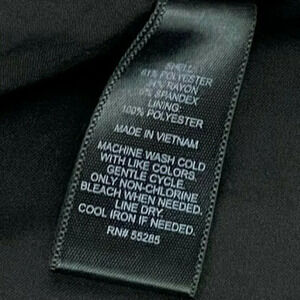 SHELL:
61% POLYESTER
RAYON
6% SPANDEX
LINING:
100% POLYESTER
MADE IN VIETNAM
MACHINE WASH COLD
WITH LIKE COLORS
GENTLE CYCLE.
ONLY NON-CHLORINE
BLEACH WHEN NEEDED.
LINE DRY.
COOL IRON IF NEEDED.
RN# 55285